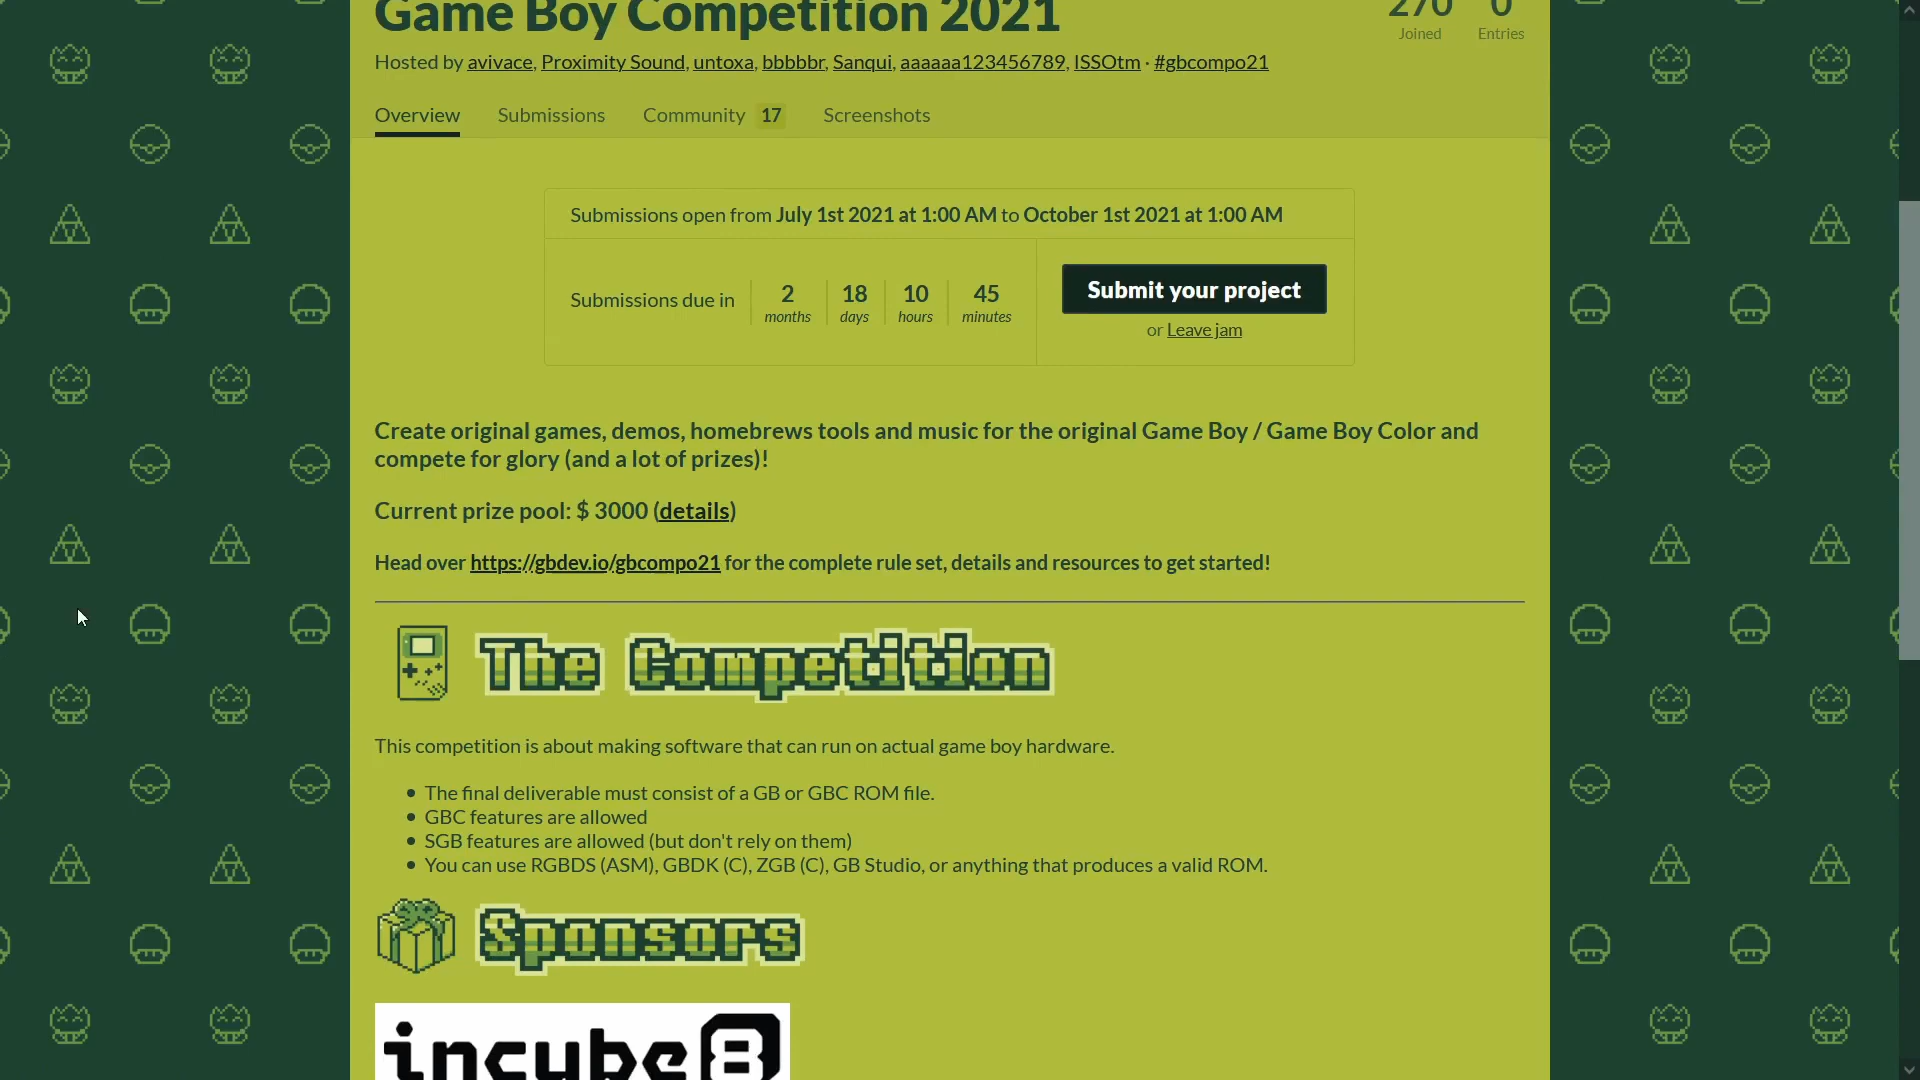 Game Boy Competition 2021
270 0
Joined Entries
Hosted by avivace, Proximity Sound, untoxa, bbbbbr, Sanqui, aaaaaa123456789, ISSOtm · #gbcompo21
Overview Submissions Community 17 Screenshots
Submissions open from July 1st 2021 at 1:00 AM to October 1st 2021 at 1:00 AM
Submissions due in 2 months 18 days 10 hours 45 minutes
Submit your project
or Leave jam
Create original games, demos, homebrews tools and music for the original Game Boy / Game Boy Color and
compete for glory (and a lot of prizes)!
Current prize pool: $ 3000 (details)
Head over https://gbdev.io/gbcompo21 for the complete rule set, details and resources to get started!
The Competition
This competition is about making software that can run on actual game boy hardware.
• The final deliverable must consist of a GB or GBC ROM file.
• GBC features are allowed
• SGB features are allowed (but don't rely on them)
• You can use RGBDS (ASM), GBDK (C), ZGB (C), GB Studio, or anything that produces a valid ROM.
Sponsors
incube8